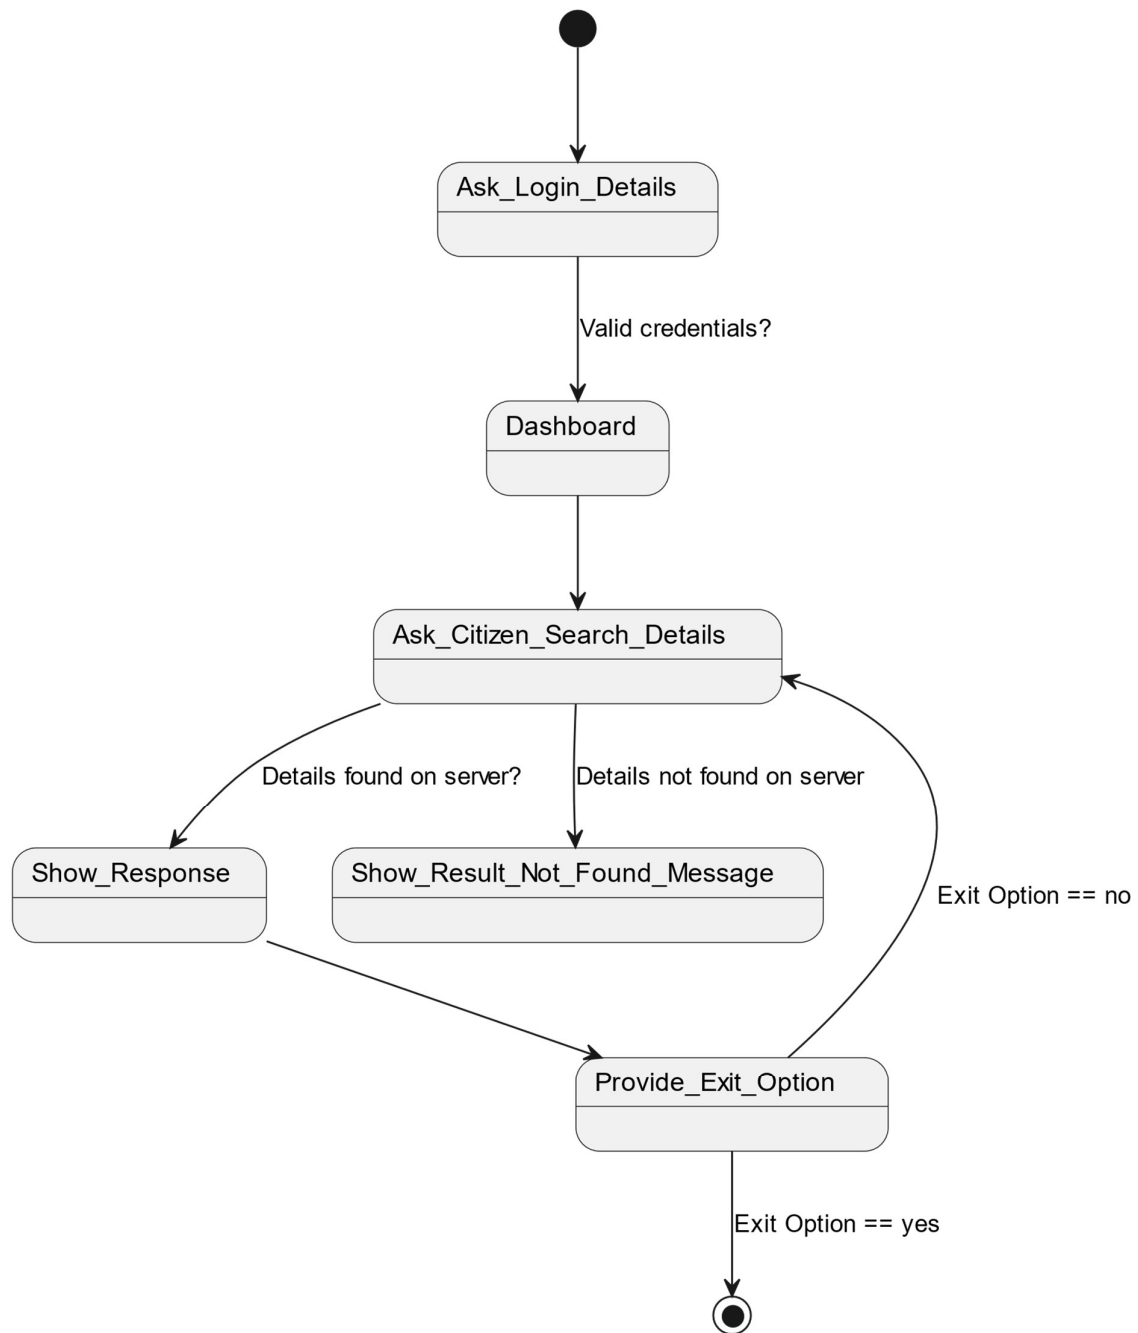 Ask_Login_Details
Valid credentials?
Dashboard
Ask_Citizen_Search_Details
Details found on server?
Details not found on server
Show_Response
Show_Result_Not_Found_Message
Exit Option == no
Provide_Exit_Option
Exit Option == yes